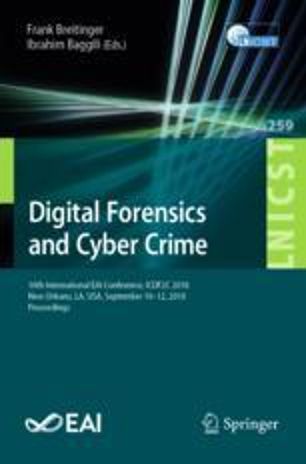 Frank Breitinger
Ibrahim Baggili (Eds.)
259
LNICST
Digital Forensics
and Cyber Crime
10th International EAI Conference, ICDF2C 2018
New Orleans, LA, USA, September 10–12, 2018
Proceedings
EAI
Springer